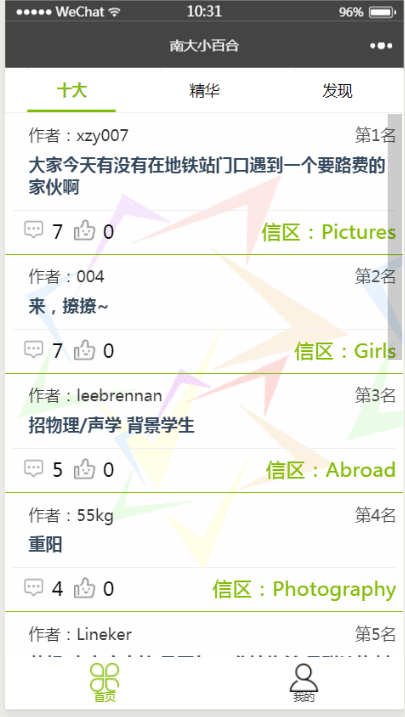 WeChat 10:31 96%
南大小百合
十大 精华 发现
作者：xzy007 第1名
大家今天有没有在地铁站门口遇到一个要路费的
家伙啊
7 0 信区：Pictures
作者：004 第2名
来，撩撩~
7 0 信区：Girls
作者：leebrennan 第3名
招物理/声学 背景学生
5 0 信区：Abroad
作者：55kg 第4名
重阳
4 0 信区：Photography
作者：Lineker 第5名
首页 我的